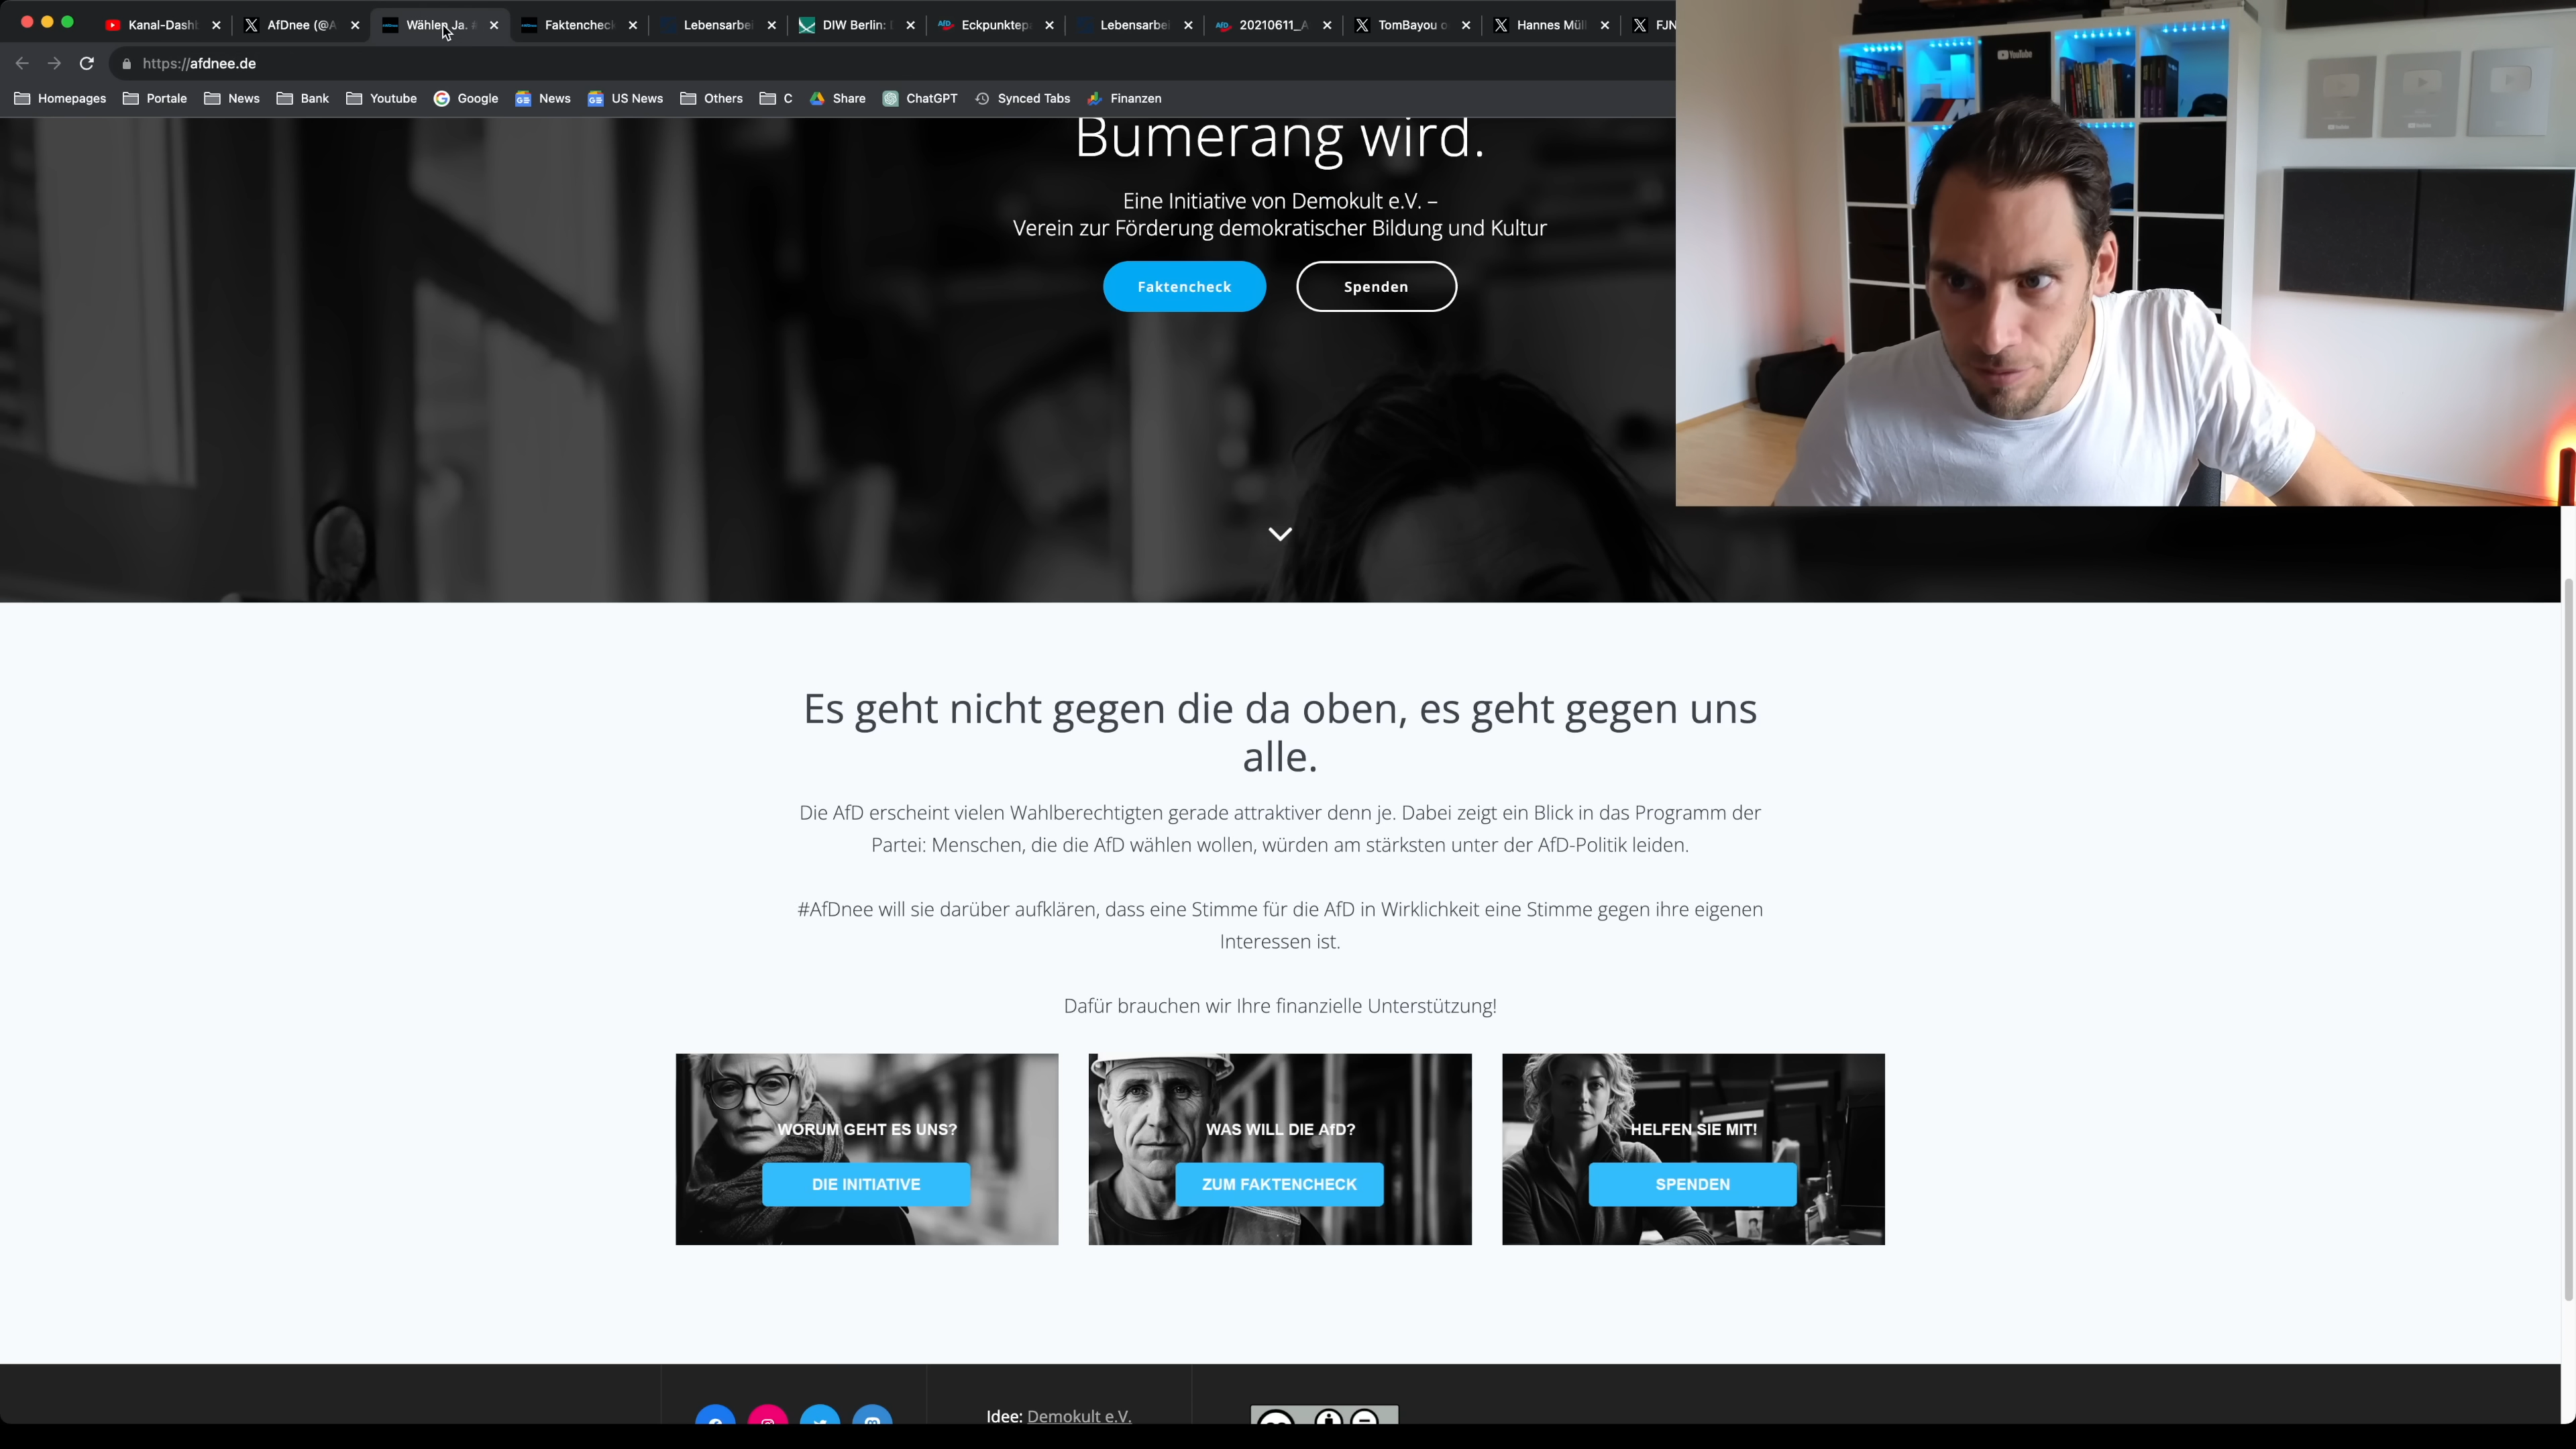 Kanal-Dash
AfDnee (@A
Wählen Ja. #
Faktenchec
Lebensarbei
DIW Berlin:
Eckpunktep
Lebensarbei
20210611_A
TomBayou o
Hannes Mül
FJN
https://afdnee.de
Homepages
Portale
News
Bank
Youtube
Google
News
US News
Others
C
Share
ChatGPT
Synced Tabs
Finanzen
YouTube
Bumerang wird.
Eine Initiative von Demokult e.V. –
Verein zur Förderung demokratischer Bildung und Kultur
Faktencheck
Spenden
Es geht nicht gegen die da oben, es geht gegen uns
alle.
Die AfD erscheint vielen Wahlberechtigten gerade attraktiver denn je. Dabei zeigt ein Blick in das Programm der
Partei: Menschen, die die AfD wählen wollen, würden am stärksten unter der AfD-Politik leiden.
#AfDnee will sie darüber aufklären, dass eine Stimme für die AfD in Wirklichkeit eine Stimme gegen ihre eigenen
Interessen ist.
Dafür brauchen wir Ihre finanzielle Unterstützung!
WORUM GEHT ES UNS?
DIE INITIATIVE
WAS WILL DIE AfD?
ZUM FAKTENCHECK
HELFEN SIE MIT!
SPENDEN
Idee: Demokult e.V.